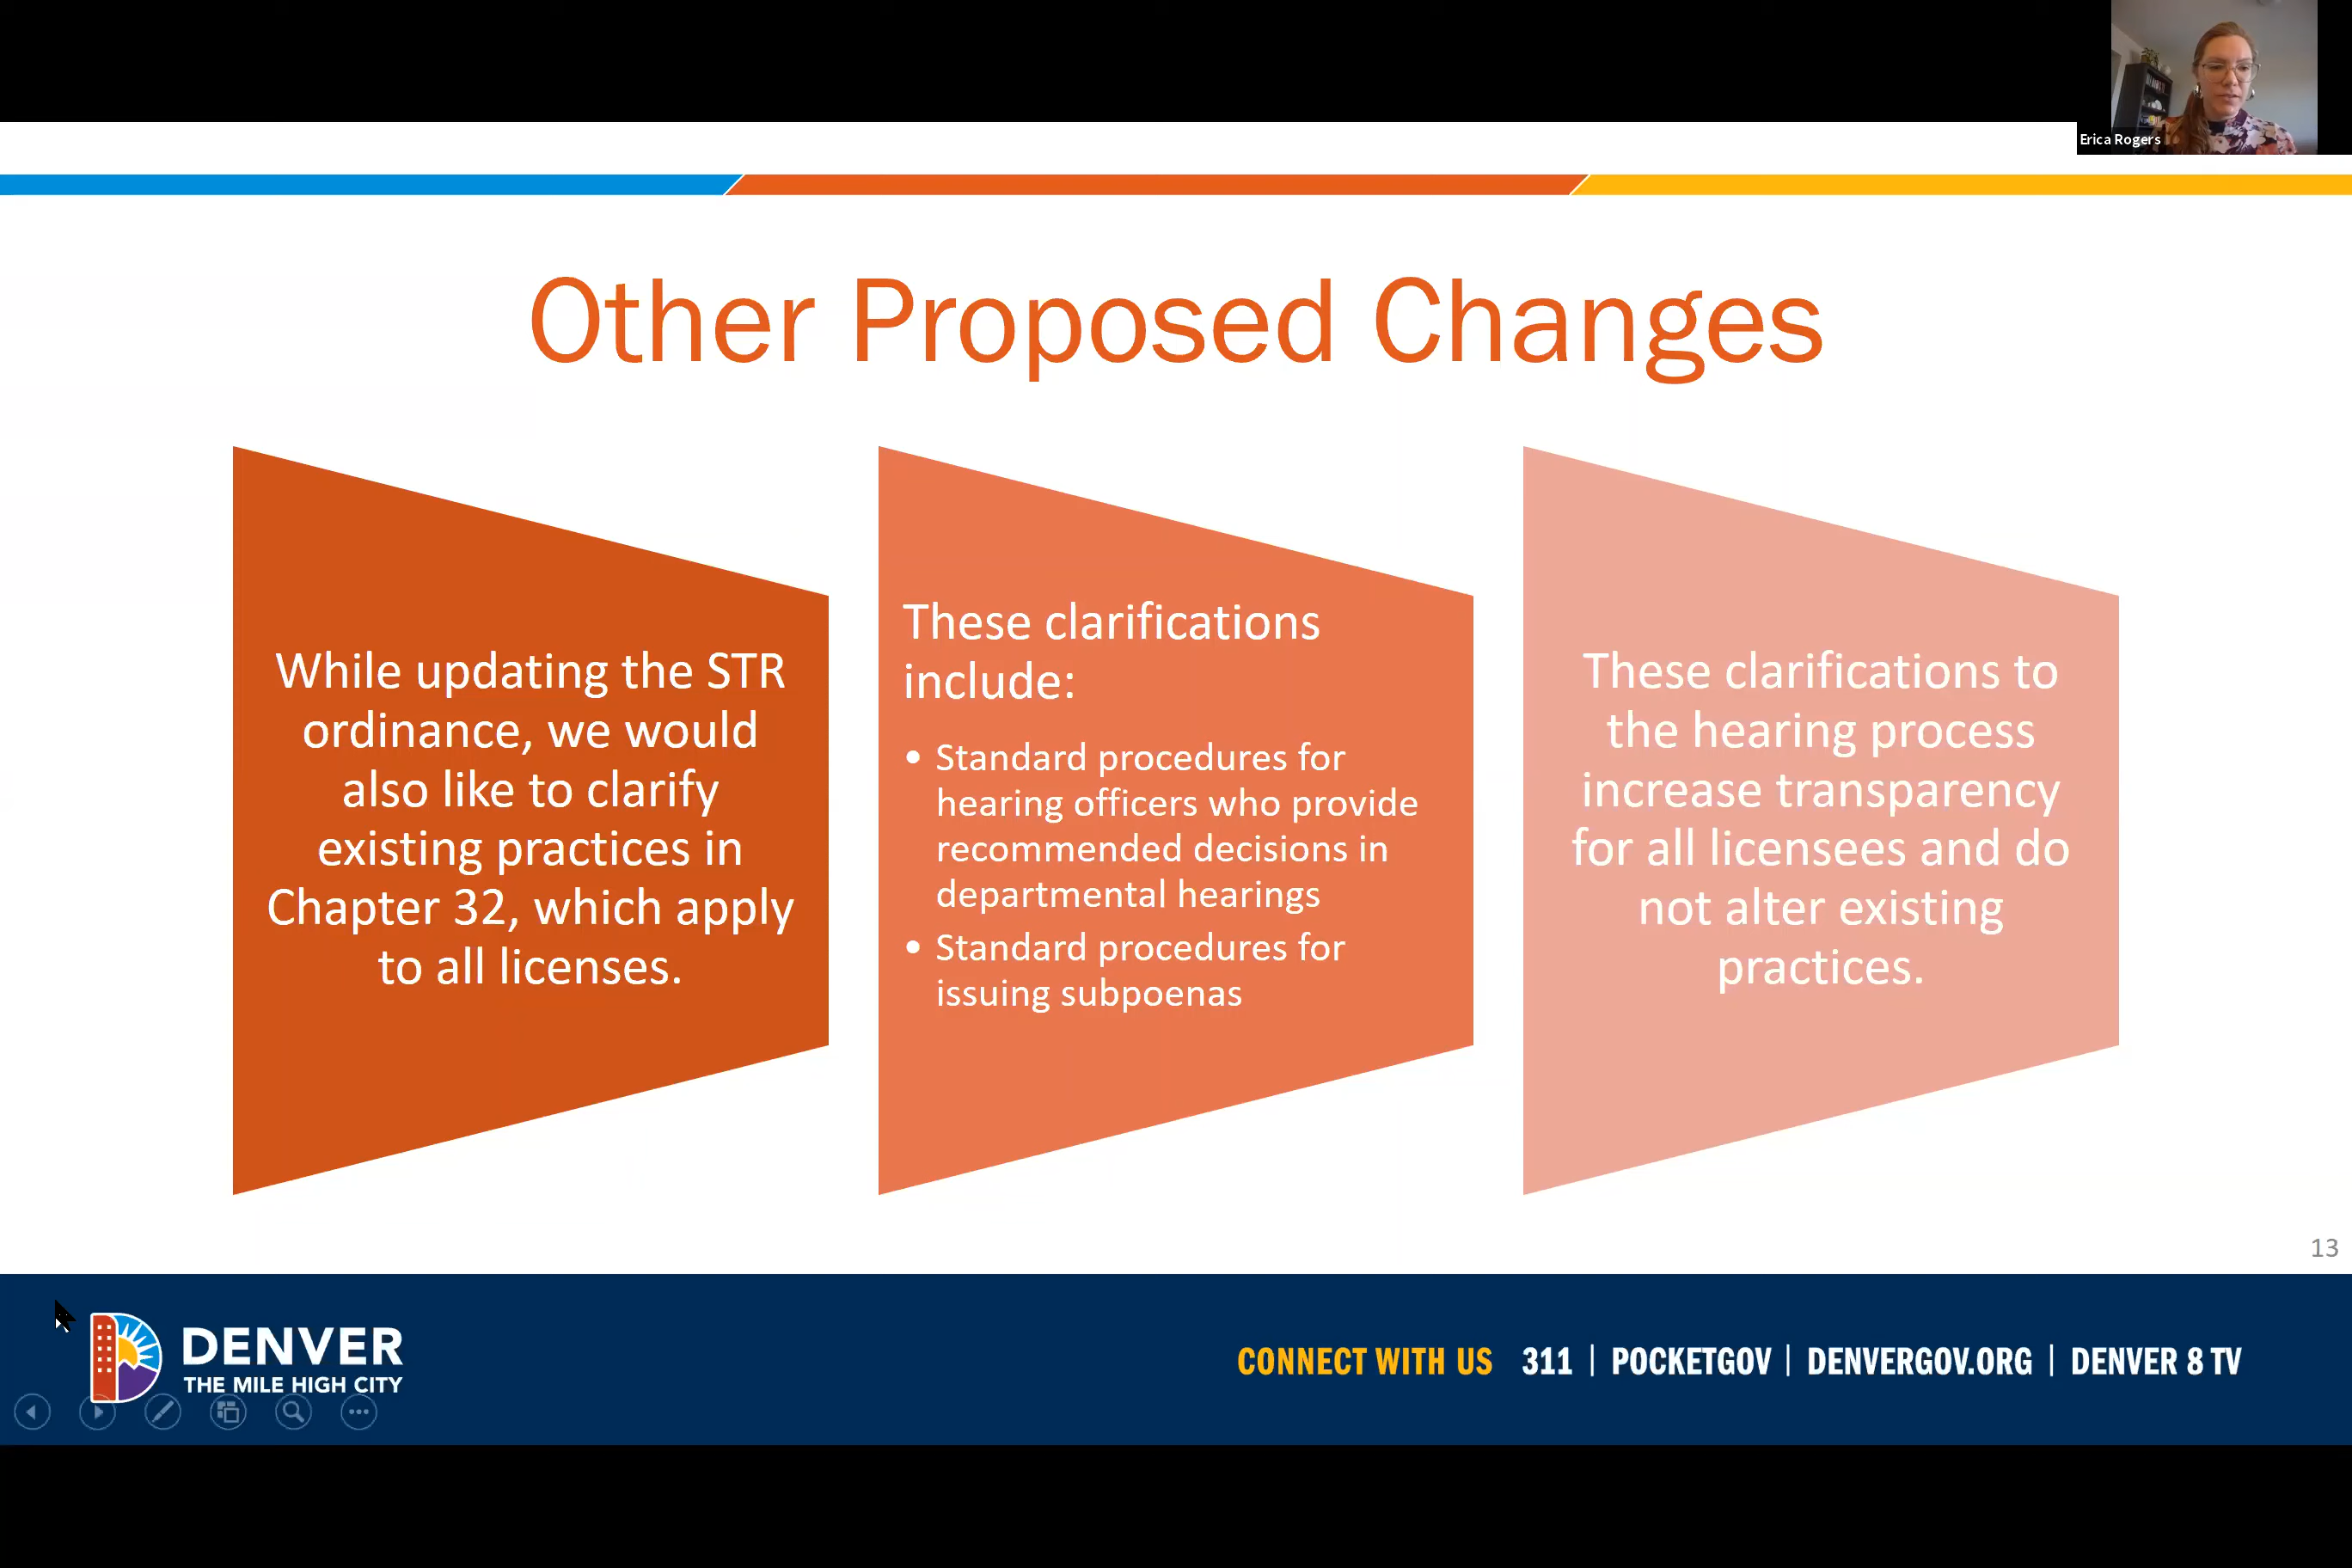 Erica Rogers
Other Proposed Changes
While updating the STR
ordinance, we would
also like to clarify
existing practices in
Chapter 32, which apply
to all licenses.
These clarifications
include:
• Standard procedures for
hearing officers who provide
recommended decisions in
departmental hearings
• Standard procedures for
issuing subpoenas
These clarifications to
the hearing process
increase transparency
for all licensees and do
not alter existing
practices.
13
DENVER
THE MILE HIGH CITY
CONNECT WITH US 311 | POCKETGOV | DENVERGOV.ORG | DENVER 8 TV